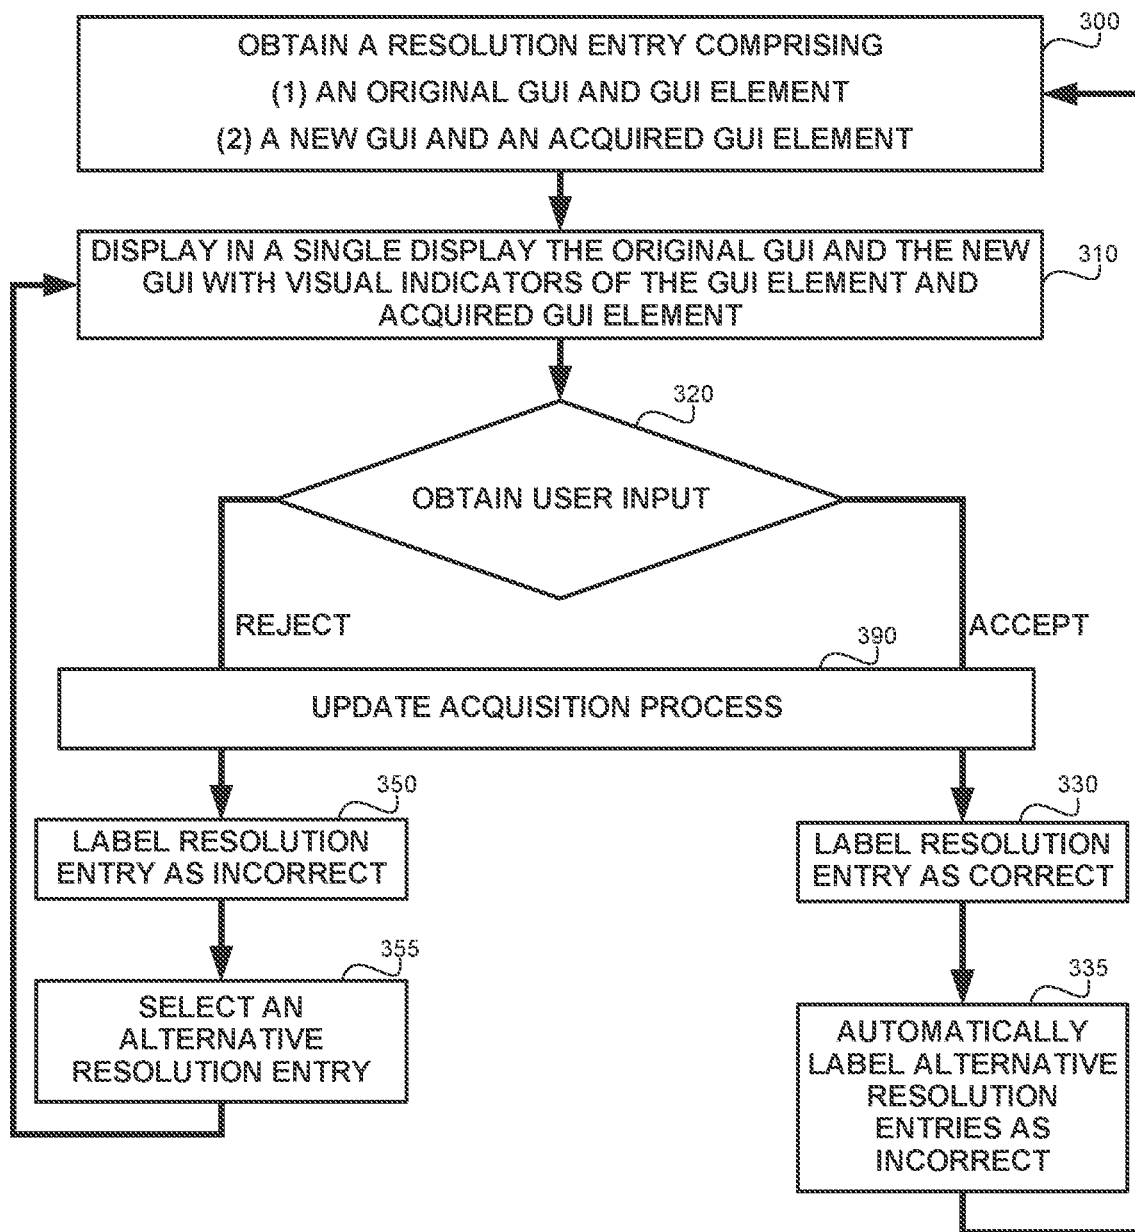 300
OBTAIN A RESOLUTION ENTRY COMPRISING
(1) AN ORIGINAL GUI AND GUI ELEMENT
(2) A NEW GUI AND AN ACQUIRED GUI ELEMENT
310
DISPLAY IN A SINGLE DISPLAY THE ORIGINAL GUI AND THE NEW
GUI WITH VISUAL INDICATORS OF THE GUI ELEMENT AND
ACQUIRED GUI ELEMENT
320
OBTAIN USER INPUT
REJECT
ACCEPT
390
UPDATE ACQUISITION PROCESS
350
LABEL RESOLUTION
ENTRY AS INCORRECT
330
LABEL RESOLUTION
ENTRY AS CORRECT
355
SELECT AN
ALTERNATIVE
RESOLUTION ENTRY
335
AUTOMATICALLY
LABEL ALTERNATIVE
RESOLUTION
ENTRIES AS
INCORRECT